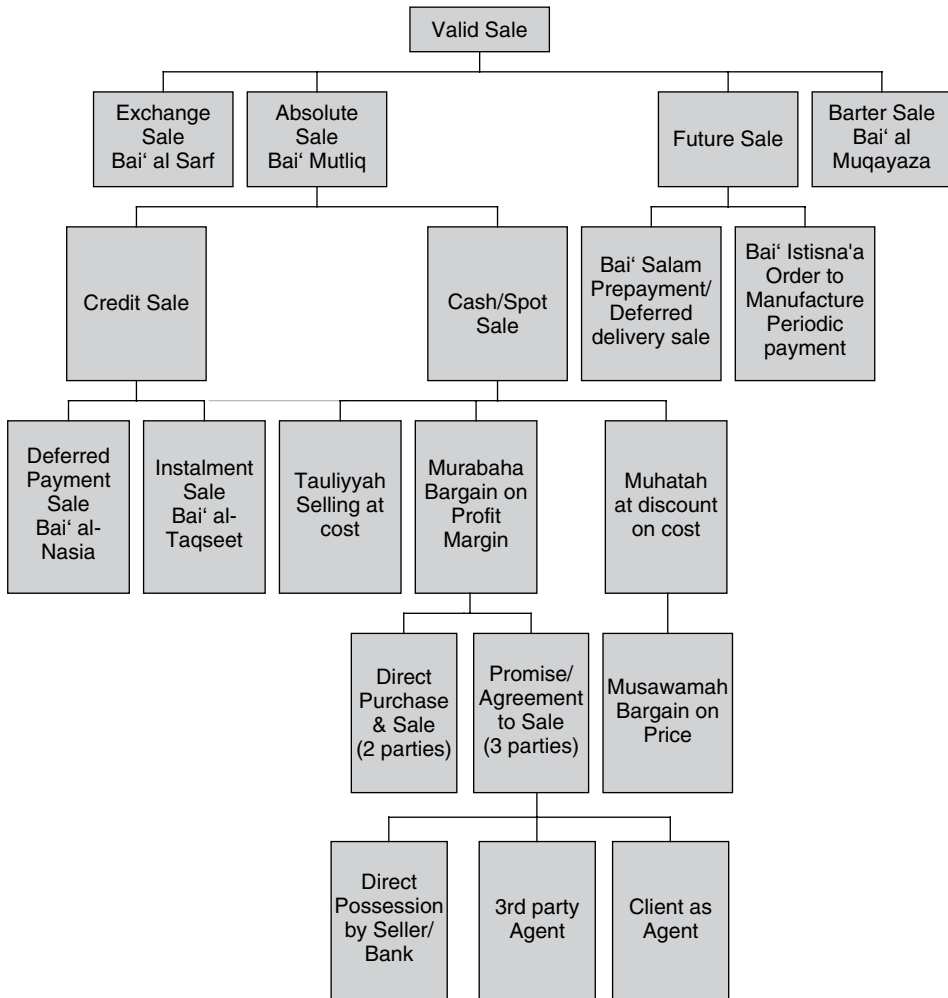 Valid Sale
Exchange
Sale
Bai‘ al Sarf
Absolute
Sale
Bai‘ Mutliq
Future Sale
Barter Sale
Bai‘ al
Muqayaza
Credit Sale
Cash/Spot
Sale
Bai‘ Salam
Prepayment/
Deferred
delivery sale
Bai‘ Istisna'a
Order to
Manufacture
Periodic
payment
Deferred
Payment
Sale
Bai‘ al-
Nasia
Instalment
Sale
Bai‘ al-
Taqseet
Tauliyyah
Selling at
cost
Murabaha
Bargain on
Profit
Margin
Muhatah
at discount
on cost
Direct
Purchase
& Sale
(2 parties)
Promise/
Agreement
to Sale
(3 parties)
Musawamah
Bargain on
Price
Direct
Possession
by Seller/
Bank
3rd party
Agent
Client as
Agent